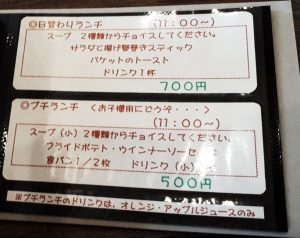 ◎日替わりランチ (11:00~)
スープ 2種類からチョイスしてください。
サラダと揚げ春巻きスティック
バケットのトースト
ドリンク1杯
700円
◎プチランチ くお子様用にどうぞ・・・> (11:00~)
スープ(小)2種類からチョイスしてください。
フライドポテト・ウインナーソーセージ
食パン1/2枚 ドリンク(小)
500円
※プチランチのドリンクは、オレンジ・アップルジュースのみ